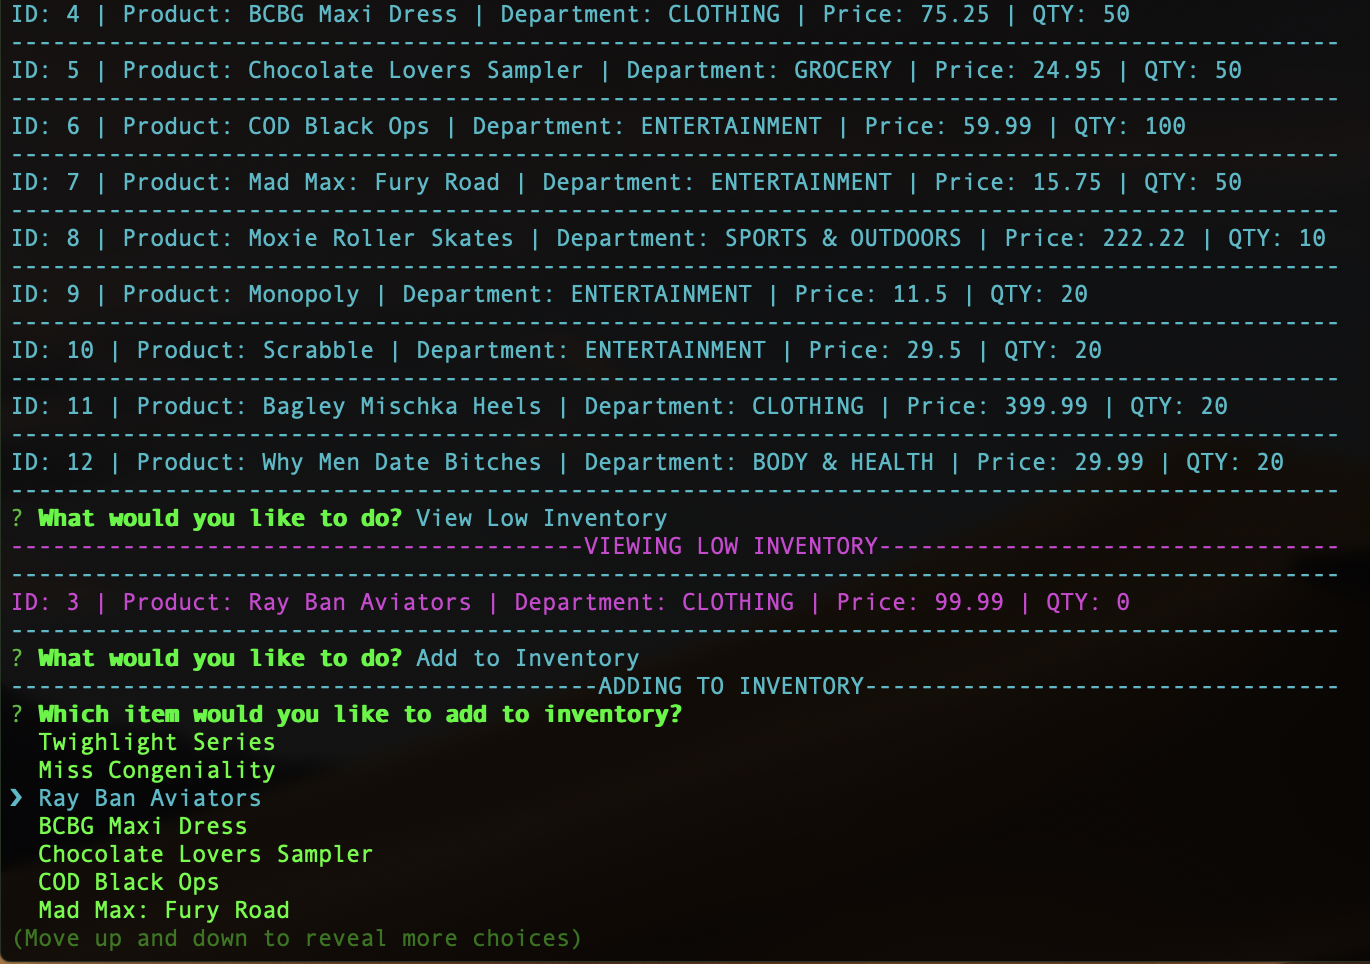 ID: 4 | Product: BCBG Maxi Dress | Department: CLOTHING | Price: 75.25 | QTY: 50
-----------------------------------------------------------------------------------------------
ID: 5 | Product: Chocolate Lovers Sampler | Department: GROCERY | Price: 24.95 | QTY: 50
-----------------------------------------------------------------------------------------------
ID: 6 | Product: COD Black Ops | Department: ENTERTAINMENT | Price: 59.99 | QTY: 100
-----------------------------------------------------------------------------------------------
ID: 7 | Product: Mad Max: Fury Road | Department: ENTERTAINMENT | Price: 15.75 | QTY: 50
-----------------------------------------------------------------------------------------------
ID: 8 | Product: Moxie Roller Skates | Department: SPORTS & OUTDOORS | Price: 222.22 | QTY: 10
-----------------------------------------------------------------------------------------------
ID: 9 | Product: Monopoly | Department: ENTERTAINMENT | Price: 11.5 | QTY: 20
-----------------------------------------------------------------------------------------------
ID: 10 | Product: Scrabble | Department: ENTERTAINMENT | Price: 29.5 | QTY: 20
-----------------------------------------------------------------------------------------------
ID: 11 | Product: Bagley Mischka Heels | Department: CLOTHING | Price: 399.99 | QTY: 20
-----------------------------------------------------------------------------------------------
ID: 12 | Product: Why Men Date Bitches | Department: BODY & HEALTH | Price: 29.99 | QTY: 20
-----------------------------------------------------------------------------------------------
? What would you like to do? View Low Inventory
-----------------------------------------VIEWING LOW INVENTORY---------------------------------
-----------------------------------------------------------------------------------------------
ID: 3 | Product: Ray Ban Aviators | Department: CLOTHING | Price: 99.99 | QTY: 0
-----------------------------------------------------------------------------------------------
? What would you like to do? Add to Inventory
------------------------------------------ADDING TO INVENTORY----------------------------------
? Which item would you like to add to inventory?
Twighlight Series
Miss Congeniality
❯ Ray Ban Aviators
BCBG Maxi Dress
Chocolate Lovers Sampler
COD Black Ops
Mad Max: Fury Road
(Move up and down to reveal more choices)